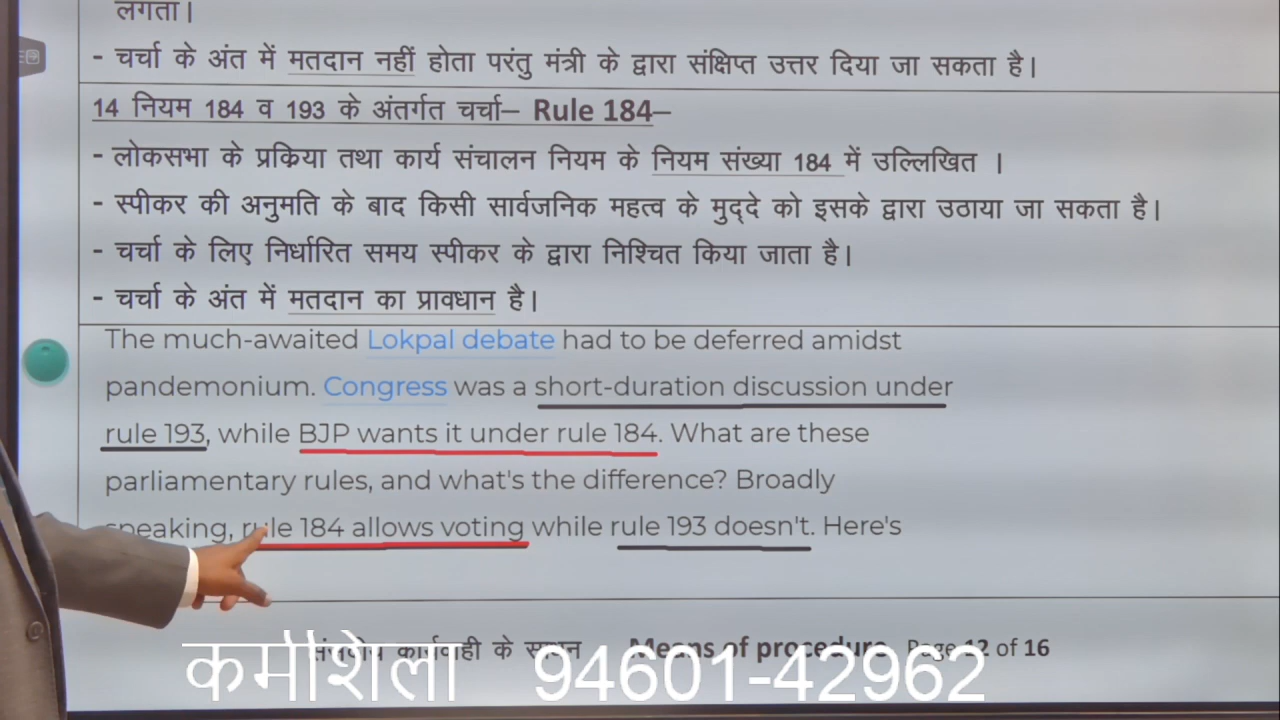 लगता।
- चर्चा के अंत में मतदान नहीं होता परंतु मंत्री के द्वारा संक्षिप्त उत्तर दिया जा सकता है।
14 नियम 184 व 193 के अंतर्गत चर्चा– Rule 184–
- लोकसभा के प्रक्रिया तथा कार्य संचालन नियम के नियम संख्या 184 में उल्लिखित ।
- स्पीकर की अनुमति के बाद किसी सार्वजनिक महत्व के मुद्दे को इसके द्वारा उठाया जा सकता है।
- चर्चा के लिए निर्धारित समय स्पीकर के द्वारा निश्चित किया जाता है।
- चर्चा के अंत में मतदान का प्रावधान है।
The much-awaited Lokpal debate had to be deferred amidst
pandemonium. Congress was a short-duration discussion under
rule 193, while BJP wants it under rule 184. What are these
parliamentary rules, and what's the difference? Broadly
speaking, rule 184 allows voting while rule 193 doesn't. Here's
संसदीय कार्यवाही के साधन Means of procedure Page 12 of 16
कर्माशिला 94601-42962